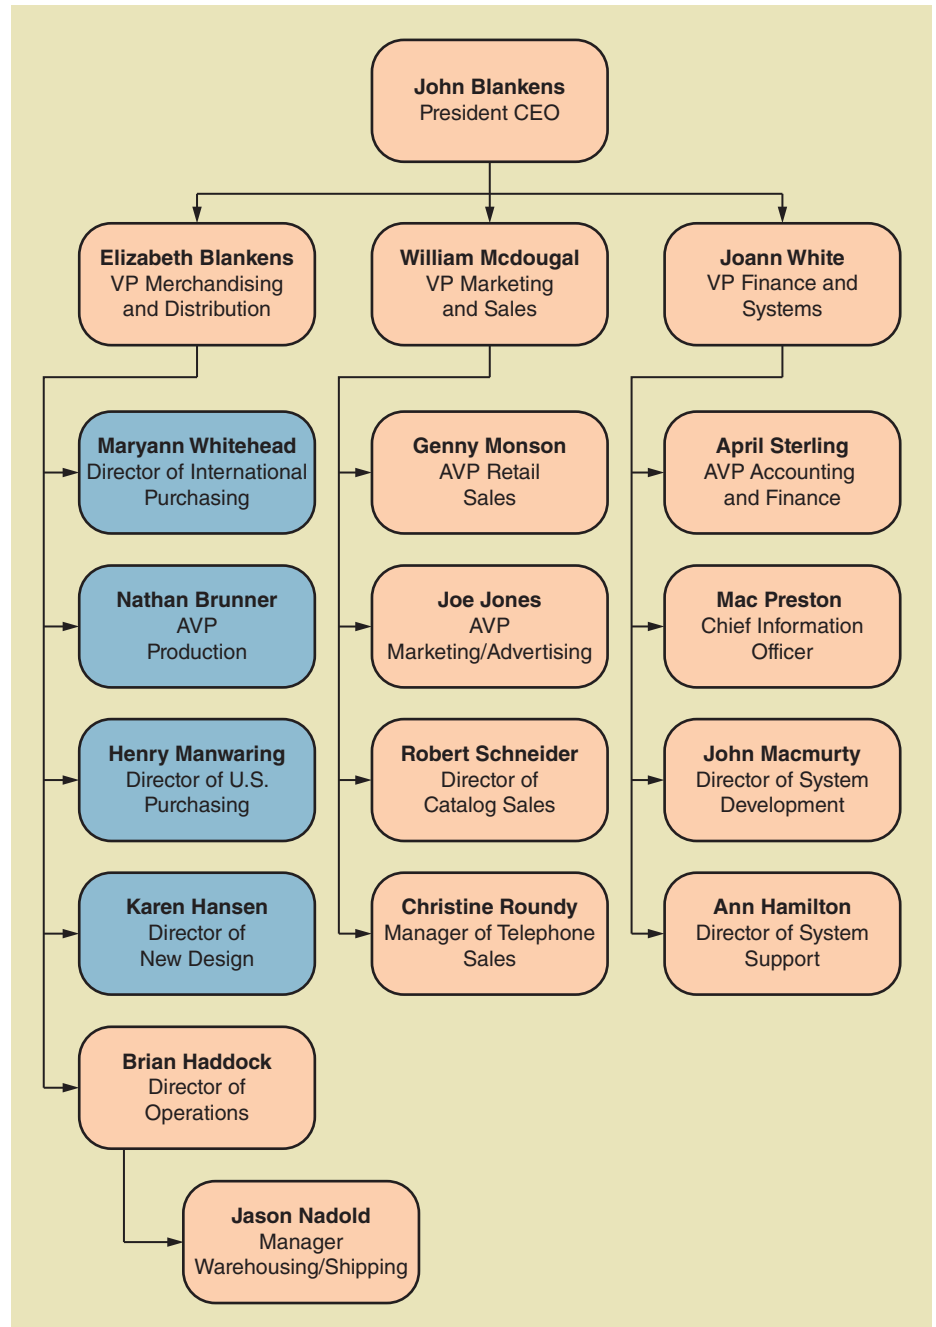 John Blankens
President CEO
Elizabeth Blankens
VP Merchandising
and Distribution
William Mcdougal
VP Marketing
and Sales
Joann White
VP Finance and
Systems
Maryann Whitehead
Director of International
Purchasing
Genny Monson
AVP Retail
Sales
April Sterling
AVP Accounting
and Finance
Nathan Brunner
AVP
Production
Joe Jones
AVP
Marketing/Advertising
Mac Preston
Chief Information
Officer
Henry Manwaring
Director of U.S.
Purchasing
Robert Schneider
Director of
Catalog Sales
John Macmurty
Director of System
Development
Karen Hansen
Director of
New Design
Christine Roundy
Manager of Telephone
Sales
Ann Hamilton
Director of System
Support
Brian Haddock
Director of
Operations
Jason Nadold
Manager
Warehousing/Shipping